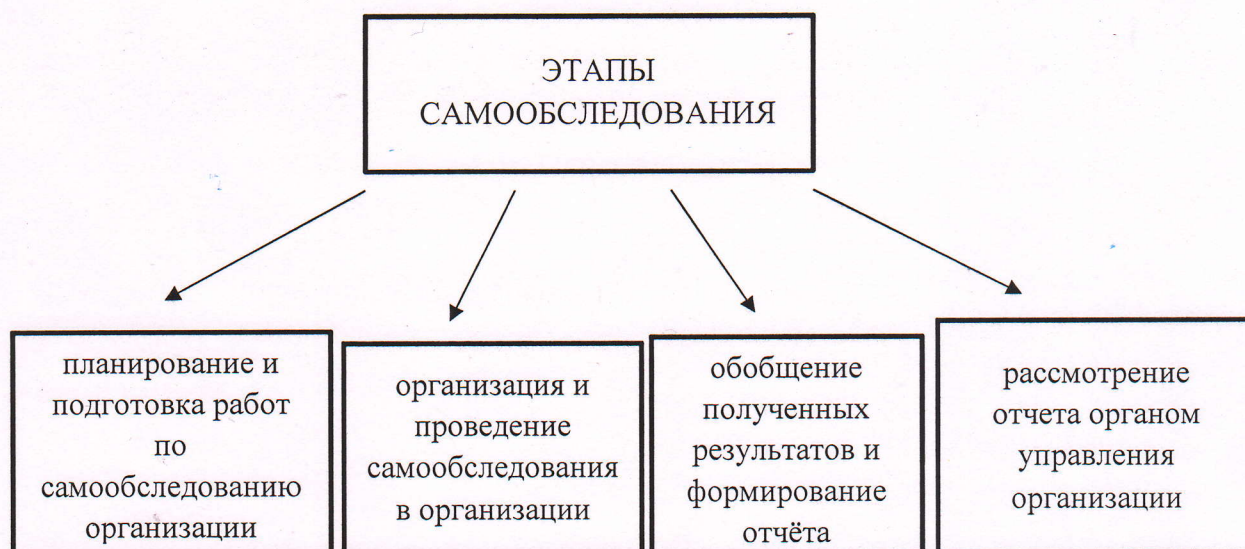 ЭТАПЫ
САМООБСЛЕДОВАНИЯ
планирование и
подготовка работ
по
самообследованию
организации
организация и
проведение
самообследования
в организации
обобщение
полученных
результатов и
формирование
отчёта
рассмотрение
отчета органом
управления
организации